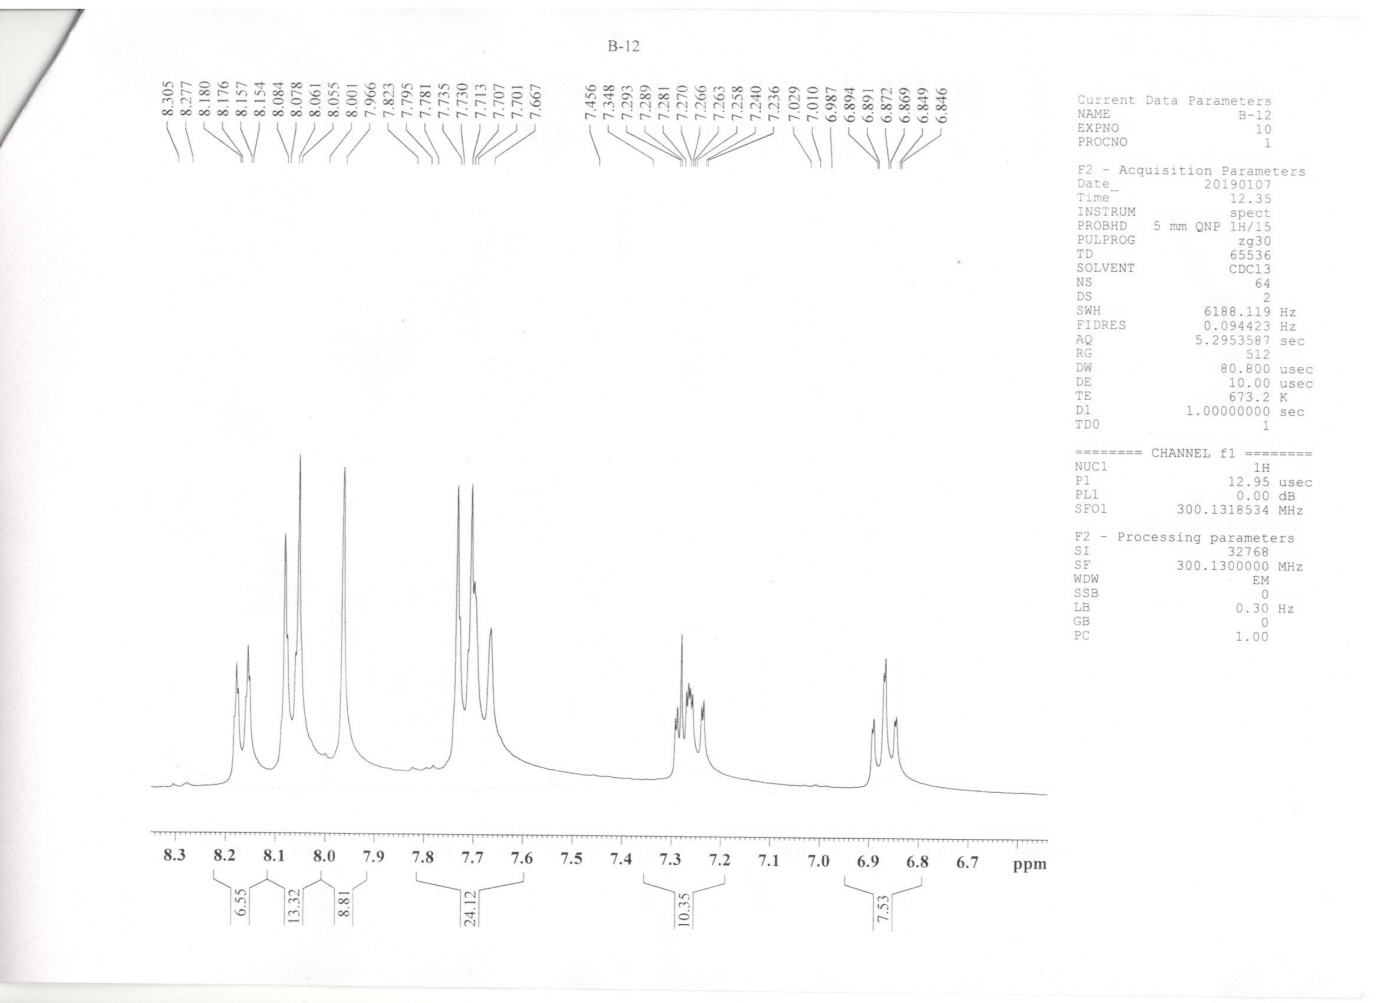 B-12
8.305
8.277
8.180
8.176
8.157
8.154
8.084
8.078
8.061
8.055
8.001
7.966
7.823
7.795
7.781
7.735
7.730
7.713
7.707
7.701
7.667
7.456
7.348
7.293
7.289
7.281
7.270
7.266
7.263
7.258
7.240
7.236
7.029
7.010
6.987
6.894
6.891
6.872
6.869
6.849
6.846
Current Data Parameters
NAME B-12
EXPNO 10
PROCNO 1
F2 - Acquisition Parameters
Date_ 20190107
Time 12.35
INSTRUM spect
PROBHD 5 mm QNP 1H/15
PULPROG zg30
TD 65536
SOLVENT CDCl3
NS 64
DS 2
SWH 6188.119 Hz
FIDRES 0.094423 Hz
AQ 5.2953587 sec
RG 512
DW 80.800 usec
DE 10.00 usec
TE 673.2 K
D1 1.00000000 sec
TD0 1
======== CHANNEL f1 ========
NUC1 1H
P1 12.95 usec
PL1 0.00 dB
SFO1 300.1318534 MHz
F2 - Processing parameters
SI 32768
SF 300.1300000 MHz
WDW EM
SSB 0
LB 0.30 Hz
GB 0
PC 1.00
8.3 8.2 8.1 8.0 7.9 7.8 7.7 7.6 7.5 7.4 7.3 7.2 7.1 7.0 6.9 6.8 6.7 ppm
6.55
13.32
8.81
24.12
10.35
7.53